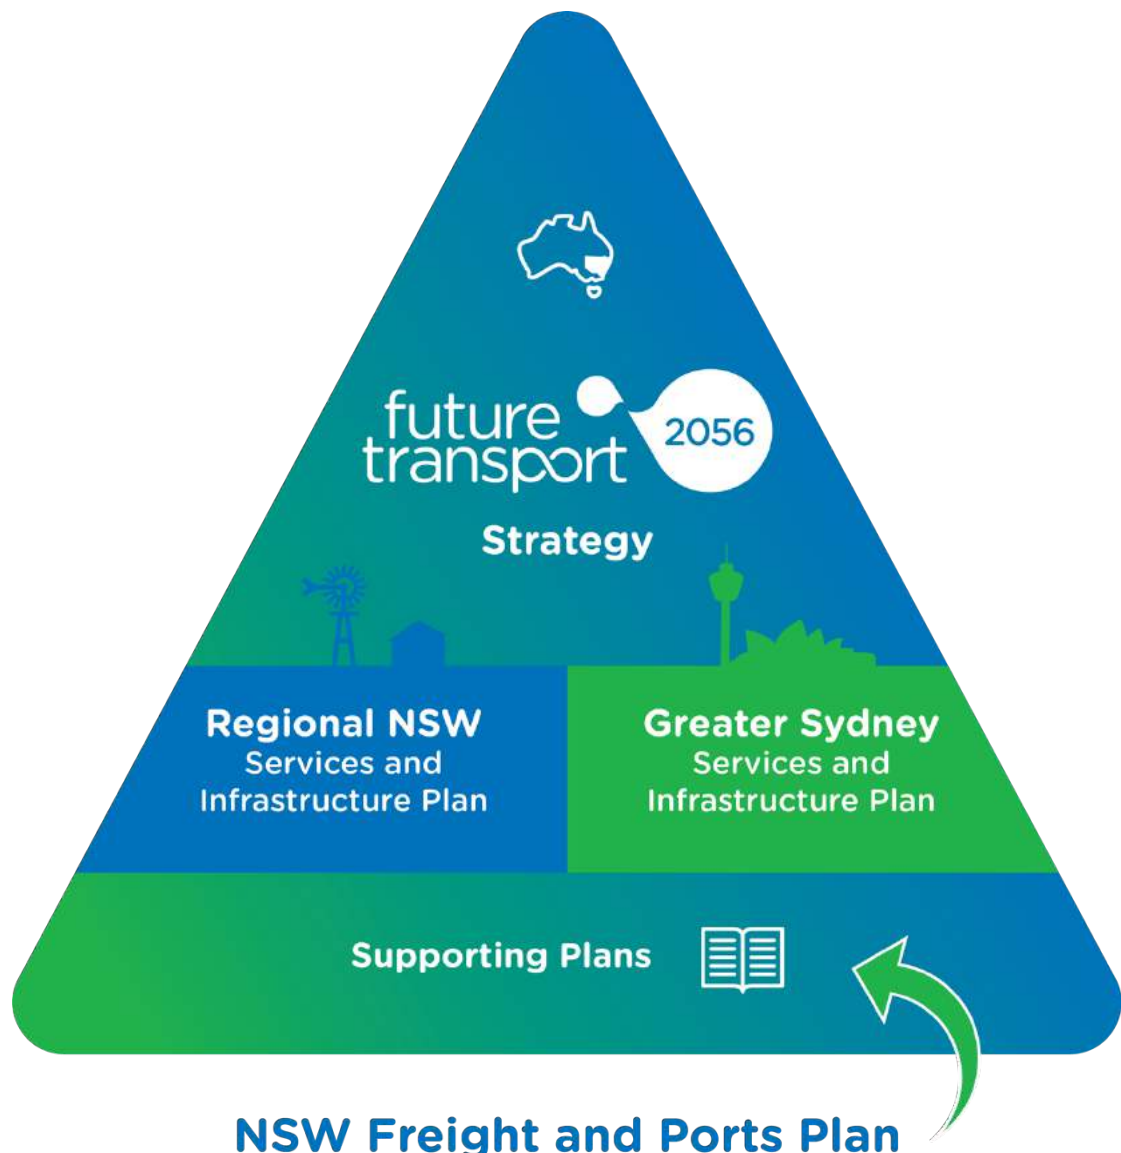 future
transport
2056
Strategy
Regional NSW
Services and
Infrastructure Plan
Greater Sydney
Services and
Infrastructure Plan
Supporting Plans
NSW Freight and Ports Plan